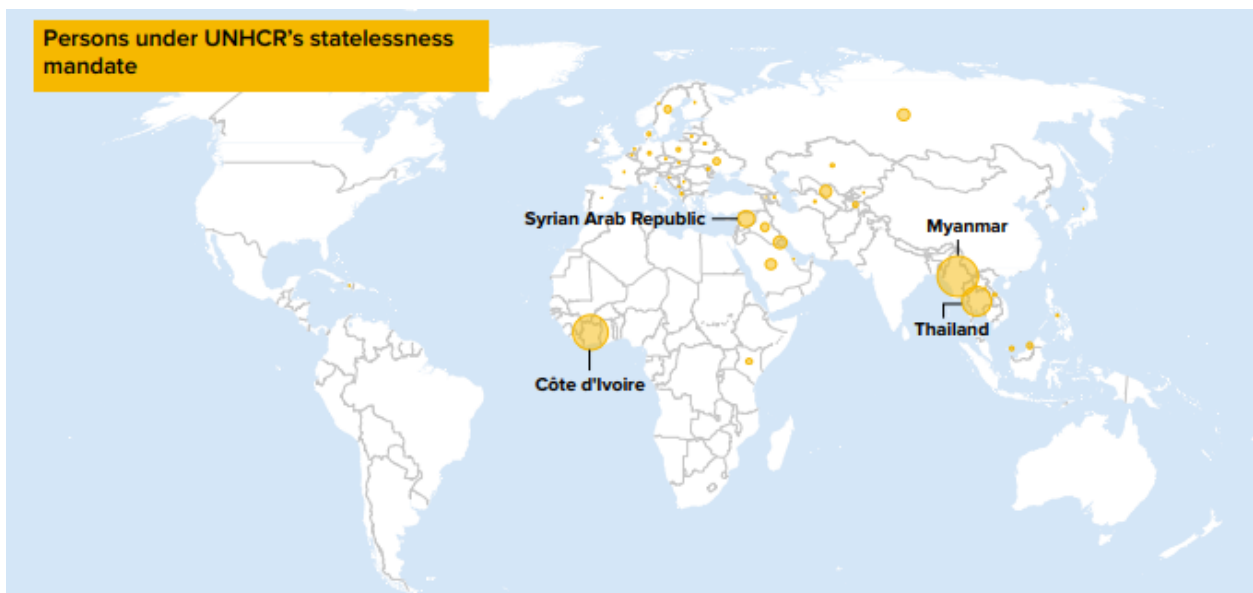 Persons under UNHCR's statelessness
mandate
Syrian Arab Republic
Myanmar
Thailand
Côte d'Ivoire